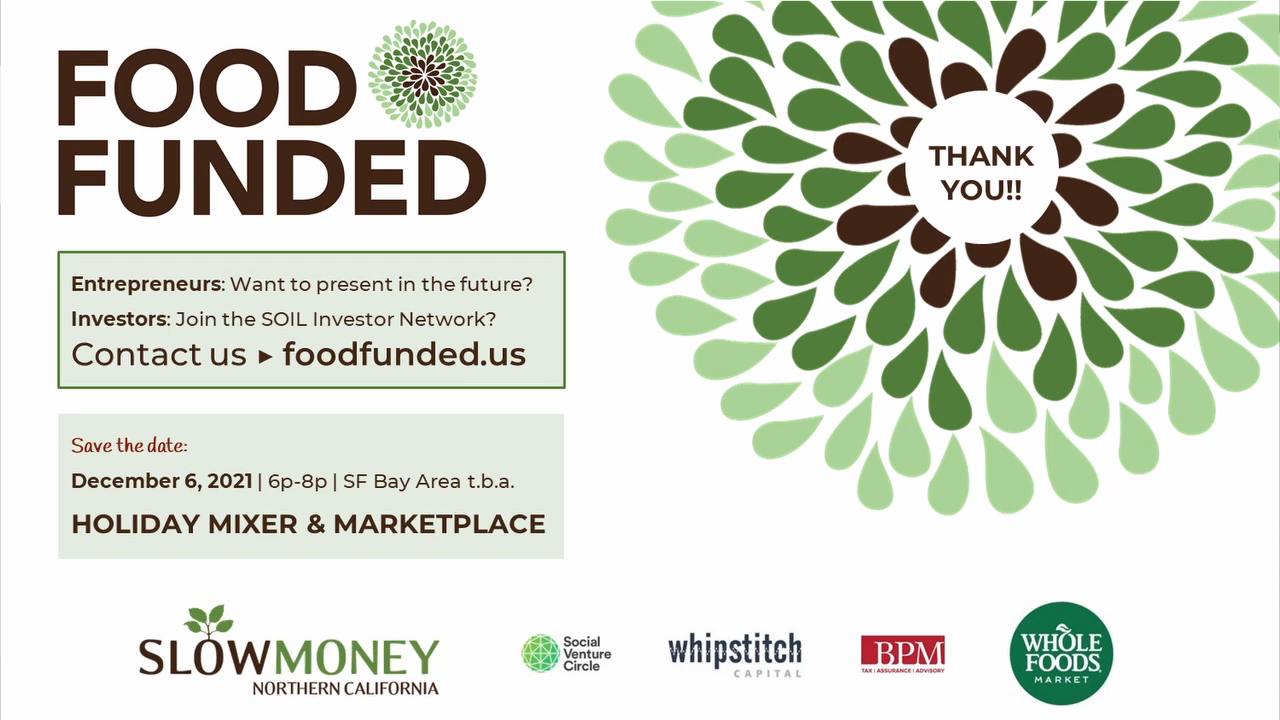 FOOD
FUNDED
THANK
YOU!!
Entrepreneurs: Want to present in the future?
Investors: Join the SOIL Investor Network?
Contact us ▸ foodfunded.us
Save the date:
December 6, 2021 | 6p-8p | SF Bay Area t.b.a.
HOLIDAY MIXER & MARKETPLACE
SLOWMONEY
NORTHERN CALIFORNIA
Social
Venture
Circle
whipstitch
CAPITAL
BPM
TAX | ASSURANCE | ADVISORY
WHOLE
FOODS
MARKET